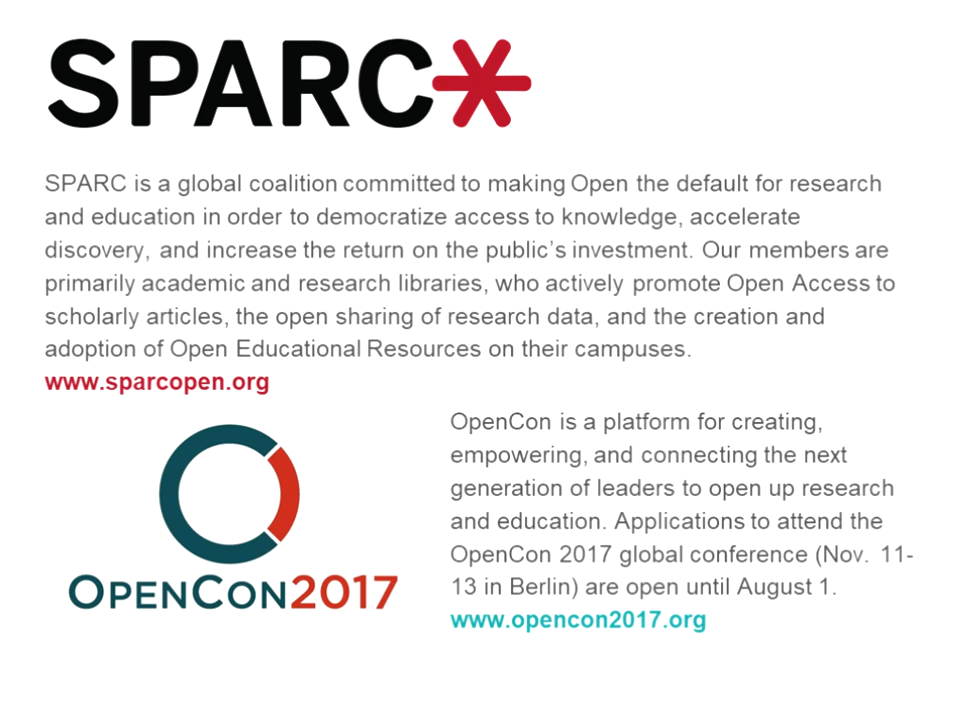 SPARC*
SPARC is a global coalition committed to making Open the default for research
and education in order to democratize access to knowledge, accelerate
discovery, and increase the return on the public's investment. Our members are
primarily academic and research libraries, who actively promote Open Access to
scholarly articles, the open sharing of research data, and the creation and
adoption of Open Educational Resources on their campuses.
www.sparcopen.org
OPENCON2017
OpenCon is a platform for creating,
empowering, and connecting the next
generation of leaders to open up research
and education. Applications to attend the
OpenCon 2017 global conference (Nov. 11-
13 in Berlin) are open until August 1.
www.opencon2017.org